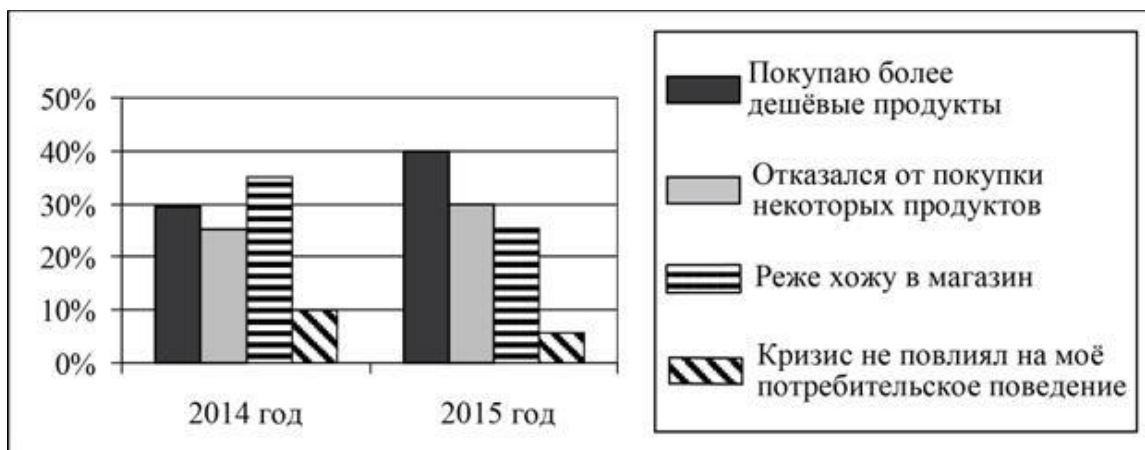 50%
40%
30%
20%
10%
0%
2014 год
2015 год
Покупаю более
дешёвые продукты
Отказался от покупки
некоторых продуктов
Реже хожу в магазин
Кризис не повлиял на моё
потребительское поведение